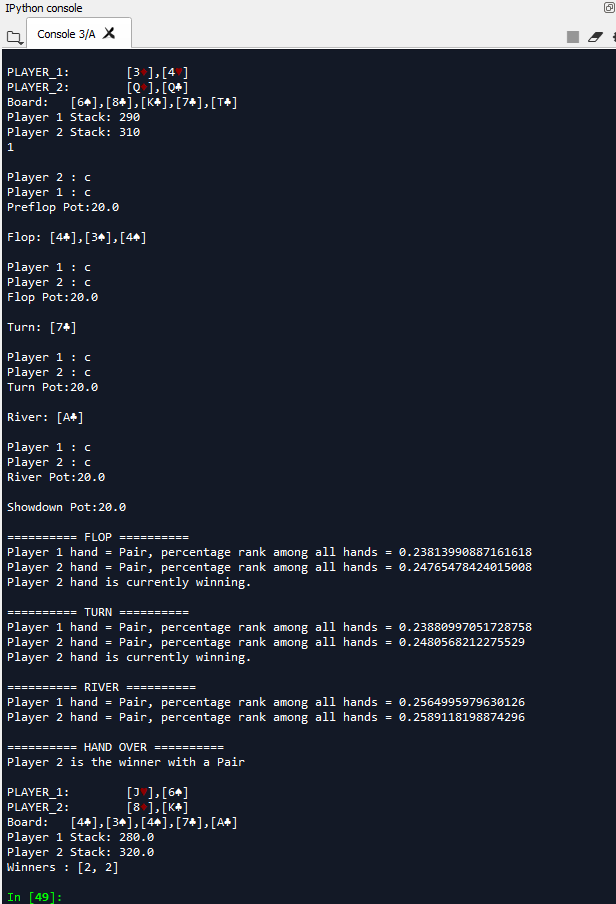 IPython console
Console 3/A
PLAYER_1: [3♦],[4♥]
PLAYER_2: [Q♦],[Q♣]
Board: [6♠],[8♣],[K♣],[7♣],[T♣]
Player 1 Stack: 290
Player 2 Stack: 310
1
Player 2 : c
Player 1 : c
Preflop Pot:20.0
Flop: [4♣],[3♠],[4♠]
Player 1 : c
Player 2 : c
Flop Pot:20.0
Turn: [7♣]
Player 1 : c
Player 2 : c
Turn Pot:20.0
River: [A♣]
Player 1 : c
Player 2 : c
River Pot:20.0
Showdown Pot:20.0
========== FLOP ==========
Player 1 hand = Pair, percentage rank among all hands = 0.23813990887161618
Player 2 hand = Pair, percentage rank among all hands = 0.24765478424015008
Player 2 hand is currently winning.
========== TURN ==========
Player 1 hand = Pair, percentage rank among all hands = 0.23880997051728758
Player 2 hand = Pair, percentage rank among all hands = 0.2480568212275529
Player 2 hand is currently winning.
========== RIVER ==========
Player 1 hand = Pair, percentage rank among all hands = 0.2564995979630126
Player 2 hand = Pair, percentage rank among all hands = 0.2589118198874296
========== HAND OVER ==========
Player 2 is the winner with a Pair
PLAYER_1: [J♥],[6♠]
PLAYER_2: [8♦],[K♣]
Board: [4♣],[3♠],[4♠],[7♣],[A♣]
Player 1 Stack: 280.0
Player 2 Stack: 320.0
Winners : [2, 2]
In [49]: